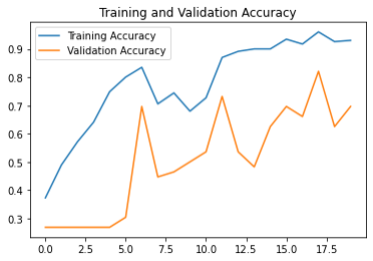 Training and Validation Accuracy
Training Accuracy
Validation Accuracy
0.9
0.8
0.7
0.6
0.5
0.4
0.3
0.0 2.5 5.0 7.5 10.0 12.5 15.0 17.5